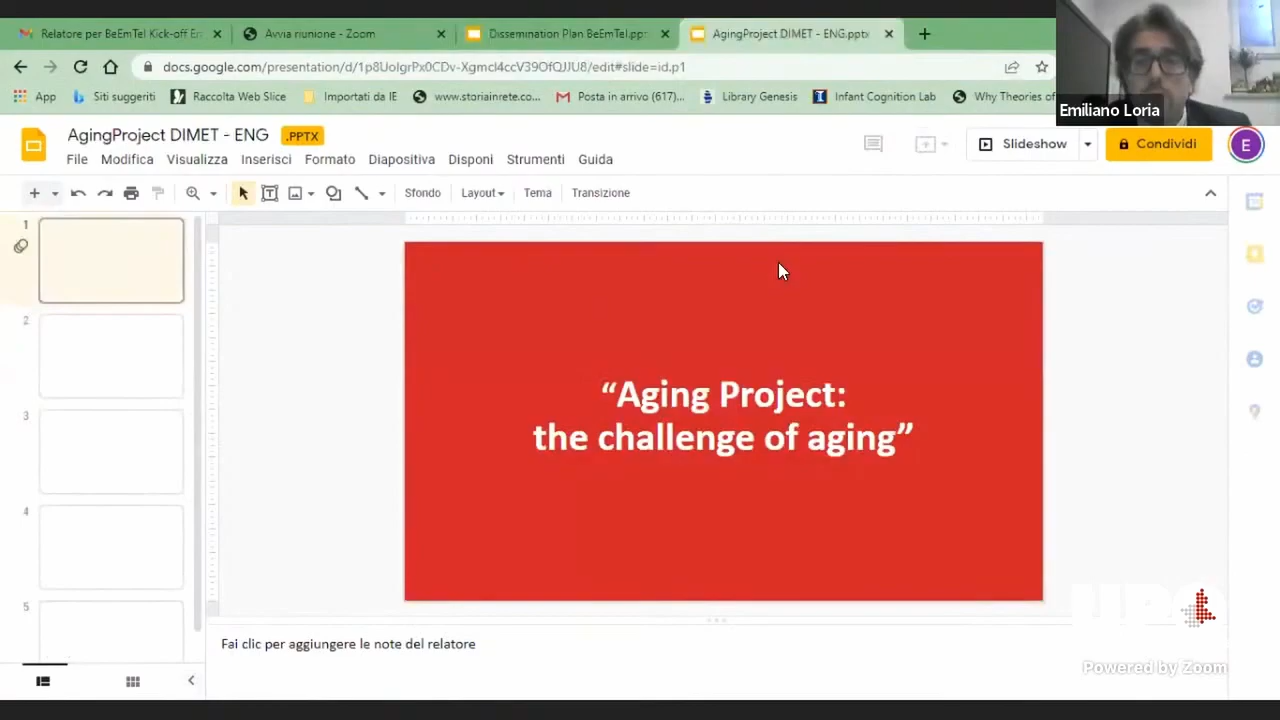 Relatore per BeEmTel Kick-off Em
Avvia riunione - Zoom
Dissemination Plan BeEmTel.ppt
AgingProject DIMET - ENG.pptx
docs.google.com/presentation/d/1p8UoIgrPx0CDv-Xgmcl4ccV39OfQJJU8/edit#slide=id.p1
App
Siti suggeriti
Raccolta Web Slice
Importati da IE
www.storiainrete.co...
Posta in arrivo (617)...
Library Genesis
Infant Cognition Lab
Why Theories of
Emiliano Loria
AgingProject DIMET - ENG .PPTX
File Modifica Visualizza Inserisci Formato Diapositiva Disponi Strumenti Guida
Slideshow
Condividi
E
Sfondo Layout Tema Transizione
1
2
3
4
5
“Aging Project:
the challenge of aging”
Fai clic per aggiungere le note del relatore
UPO
Powered by Zoom